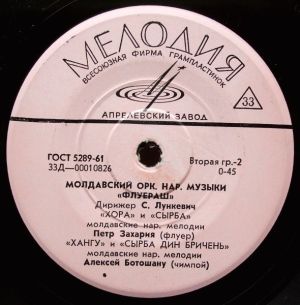 МЕЛОДИЯ
ВСЕСОЮЗНАЯ ФИРМА ГРАМПЛАСТИНОК
33
АПРЕЛЕВСКИЙ ЗАВОД
ГОСТ 5289-61 Вторая гр.-2
33Д—00010826 0-45
МОЛДАВСКИЙ ОРК. НАР. МУЗЫКИ
«ФЛУЕРАШ»
Дирижер С. Лункевич
«ХОРА» и «СЫРБА»
молдавские нар. мелодии
Петр Захария (флуер)
«ХАНГУ» и «СЫРБА ДИН БРИЧЕНЬ»
молдавские нар. мелодии
Алексей Ботошану (чимпой)